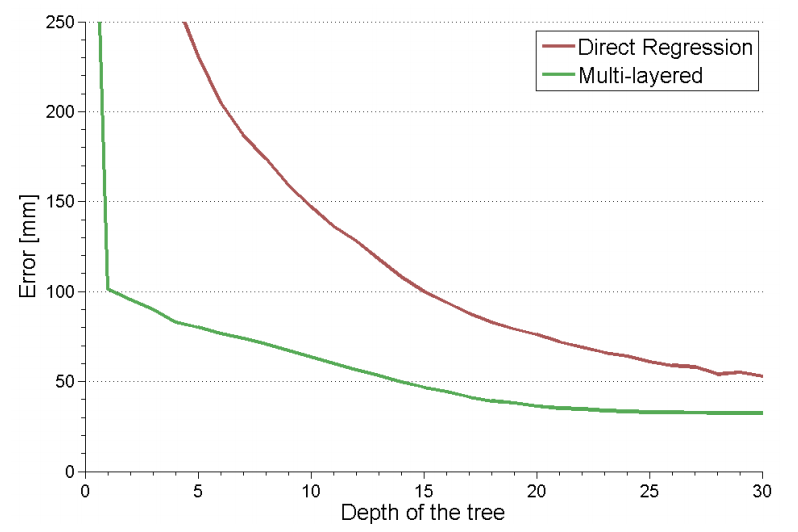 250
200
150
100
50
0
Error [mm]
Direct Regression
Multi-layered
0 5 10 15 20 25 30
Depth of the tree